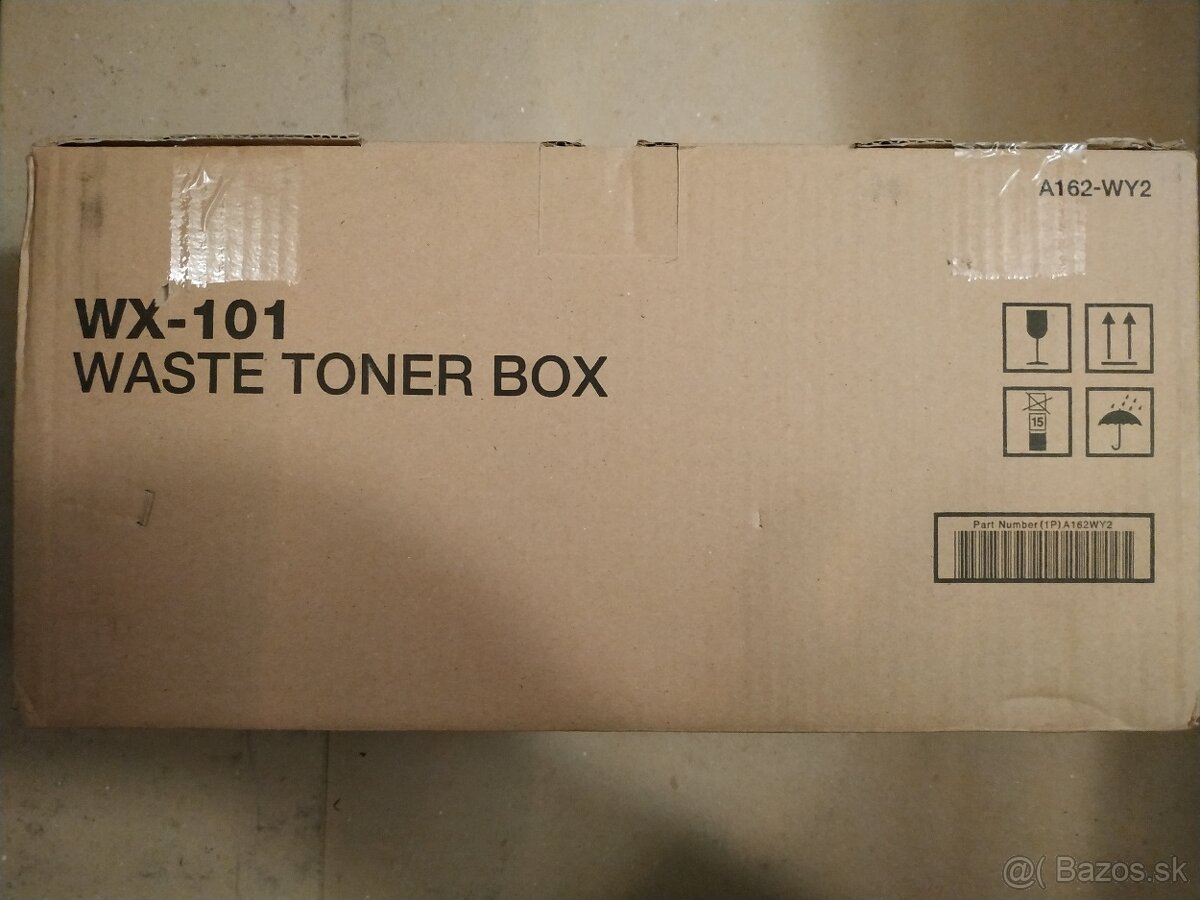 A162-WY2
WX-101
WASTE TONER BOX
15
Part Number(1P)A162WY2
@( Bazos.sk